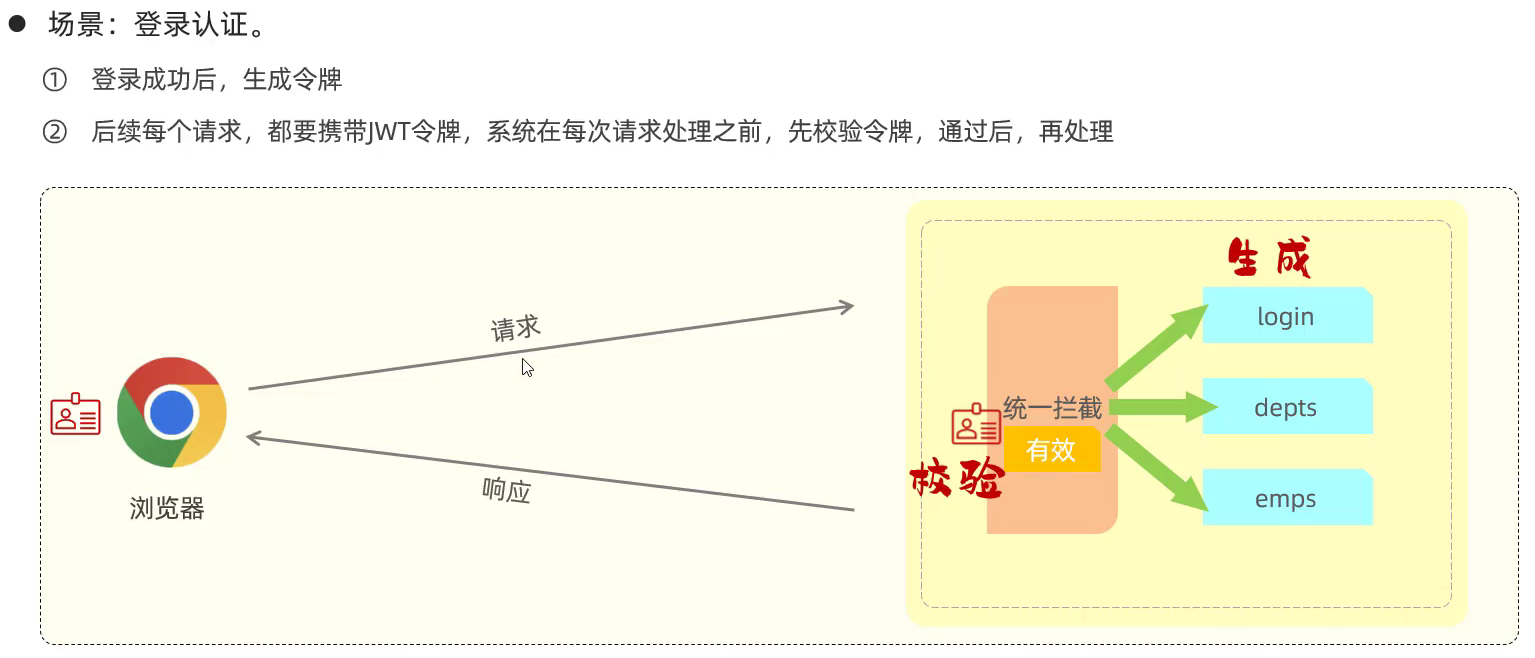 ● 场景：登录认证。
① 登录成功后，生成令牌
② 后续每个请求，都要携带JWT令牌，系统在每次请求处理之前，先校验令牌，通过后，再处理
生成
login
请求
统一拦截
depts
有效
校验
响应
emps
浏览器